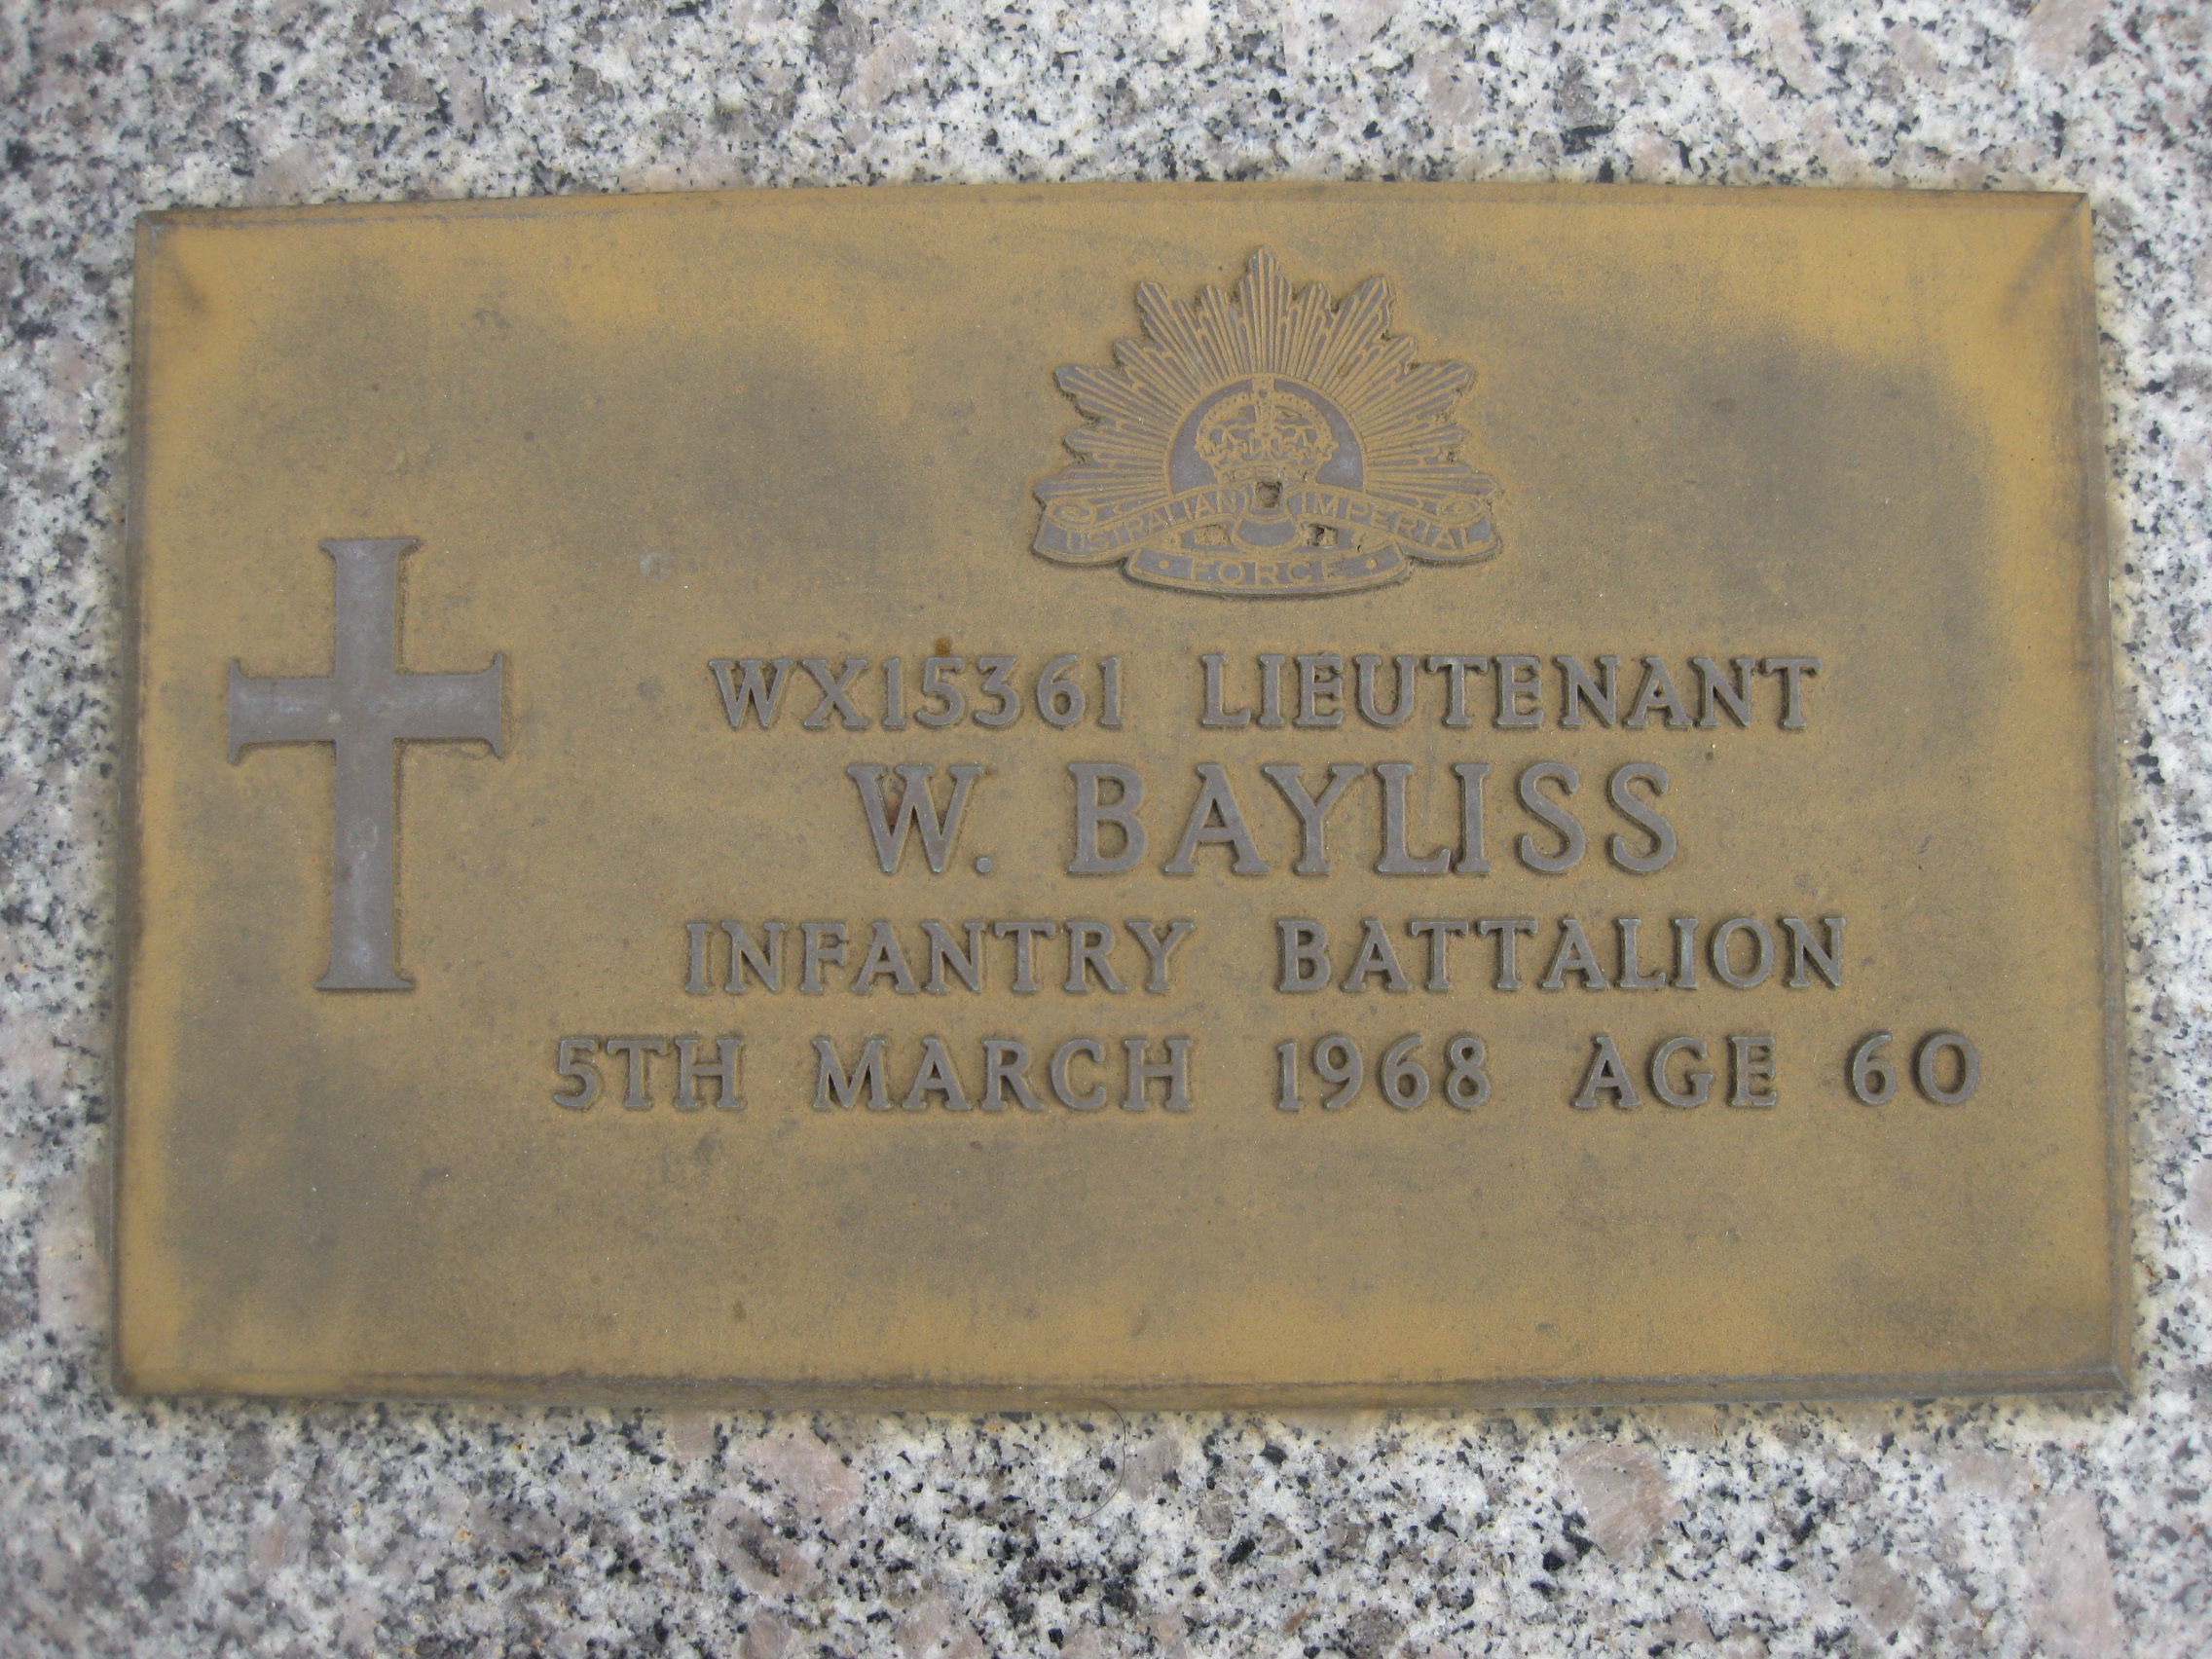 AUSTRALIAN IMPERIAL
· FORCE ·
WX15361 LIEUTENANT
W. BAYLISS
INFANTRY BATTALION
5TH MARCH 1968 AGE 60